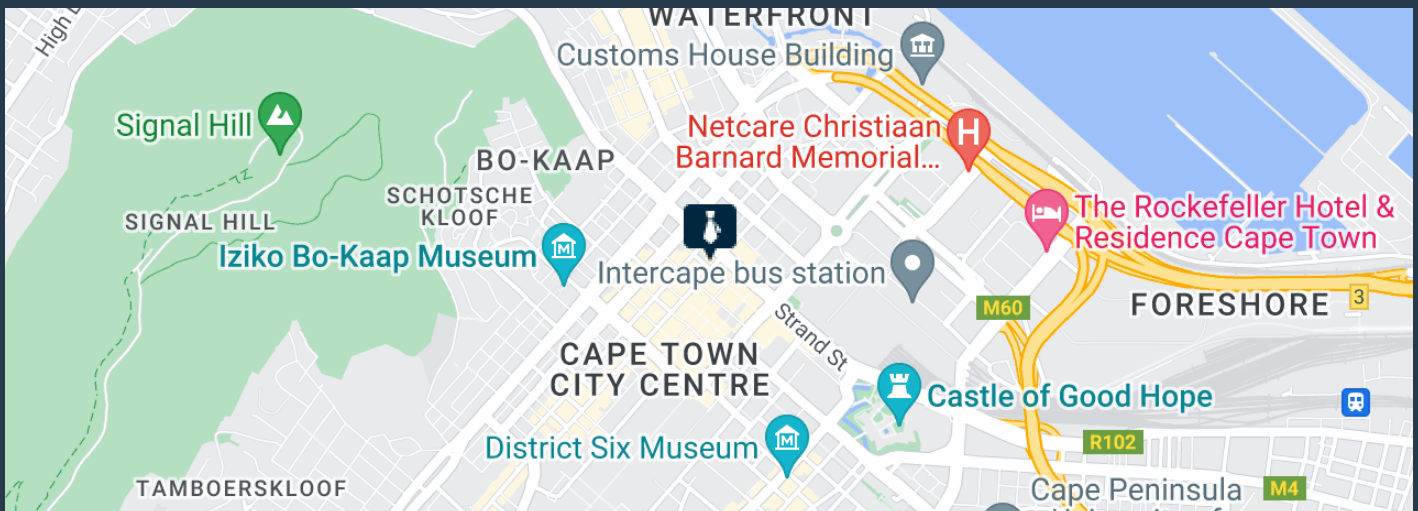 WATERFRONT
High L
Customs House Building
Signal Hill
Netcare Christiaan
Barnard Memorial...
H
BO-KAAP
SCHOTSCHE
KLOOF
SIGNAL HILL
The Rockefeller Hotel &
Residence Cape Town
Iziko Bo-Kaap Museum
M
Intercape bus station
M60
FORESHORE
3
Strand St
CAPE TOWN
CITY CENTRE
Castle of Good Hope
District Six Museum
M
R102
TAMBOERSKLOOF
Cape Peninsula
M4